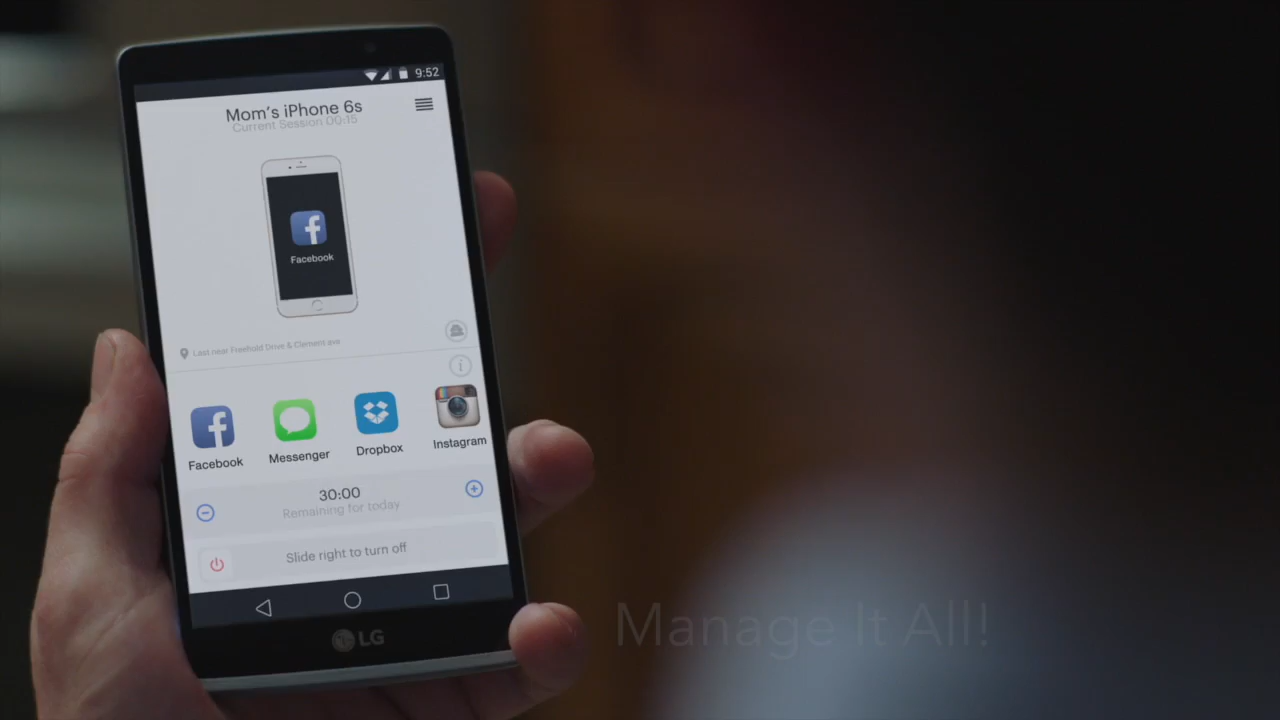 9:52
Mom's iPhone 6s
Current Session 00:15
Facebook
Last near Freehold Drive & Clement ave
Facebook
Messenger
Dropbox
Instagram
30:00
Remaining for today
Slide right to turn off
LG
Manage It All!